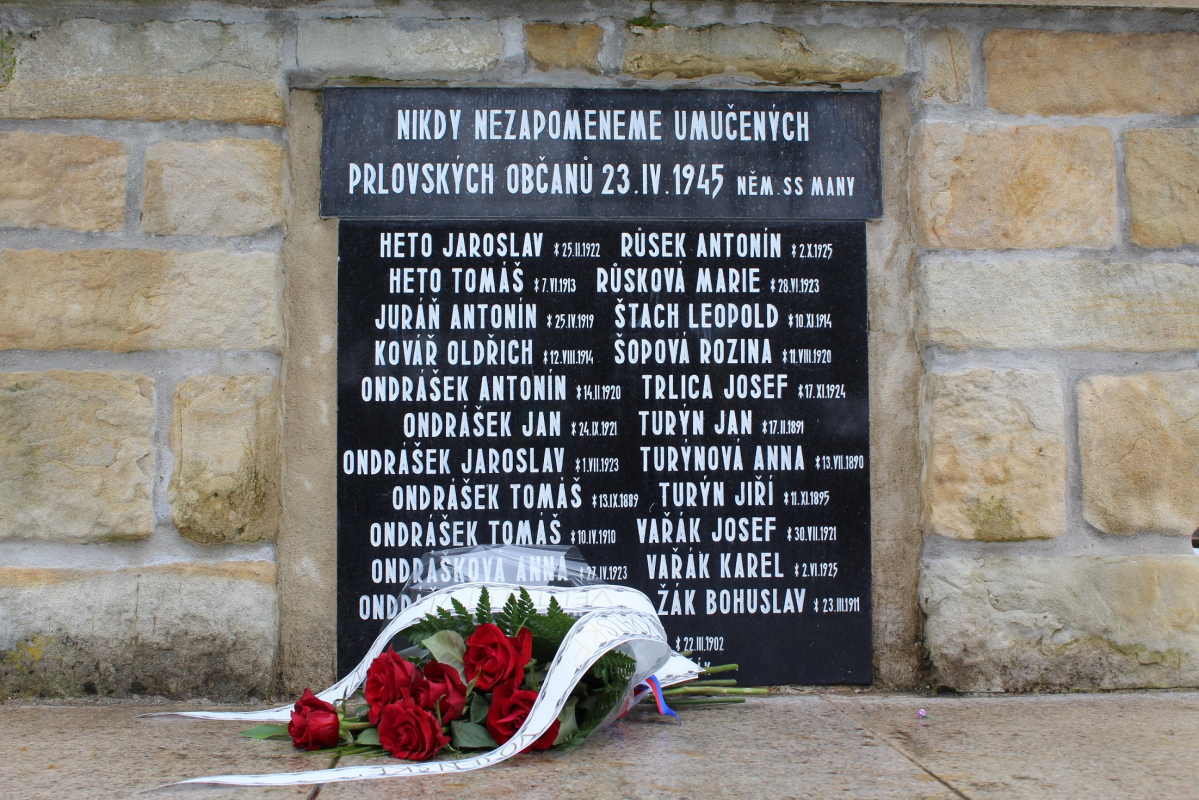 NIKDY NEZAPOMENEME UMUČENÝCH
PRLOVSKÝCH OBČANŮ 23.IV.1945 NĚM. SS MANY
HETO JAROSLAV *25.II.1922
HETO TOMÁŠ *7.VI.1913
JURÁŇ ANTONÍN *25.IV.1919
KOVÁŘ OLDŘICH *12.VIII.1914
ONDRÁŠEK ANTONÍN *14.II.1920
ONDRÁŠEK JAN *24.IX.1921
ONDRÁŠEK JAROSLAV *1.VII.1923
ONDRÁŠEK TOMÁŠ *13.IX.1889
ONDRÁŠEK TOMÁŠ *10.IV.1910
ONDRÁŠKOVÁ ANNA *27.IV.1923
RŮSEK ANTONÍN *2.X.1925
RŮSKOVÁ MARIE *28.VI.1923
ŠTACH LEOPOLD *10.XI.1914
ŠOPOVÁ ROZINA *11.VIII.1920
TRLICA JOSEF *17.XI.1924
TURÝN JAN *17.II.1891
TURÝNOVÁ ANNA *13.VII.1890
TURÝN JIŘÍ *11.XI.1895
VAŘÁK JOSEF *30.VII.1921
VAŘÁK KAREL *2.VI.1925
BOHUSLAV *23.III.1911
*22.III.1902